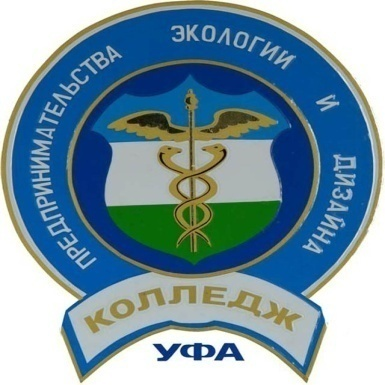 ПРЕДПРИНИМАТЕЛЬСТВА ЭКОЛОГИИ И ДИЗАЙНА
КОЛЛЕДЖ
УФА